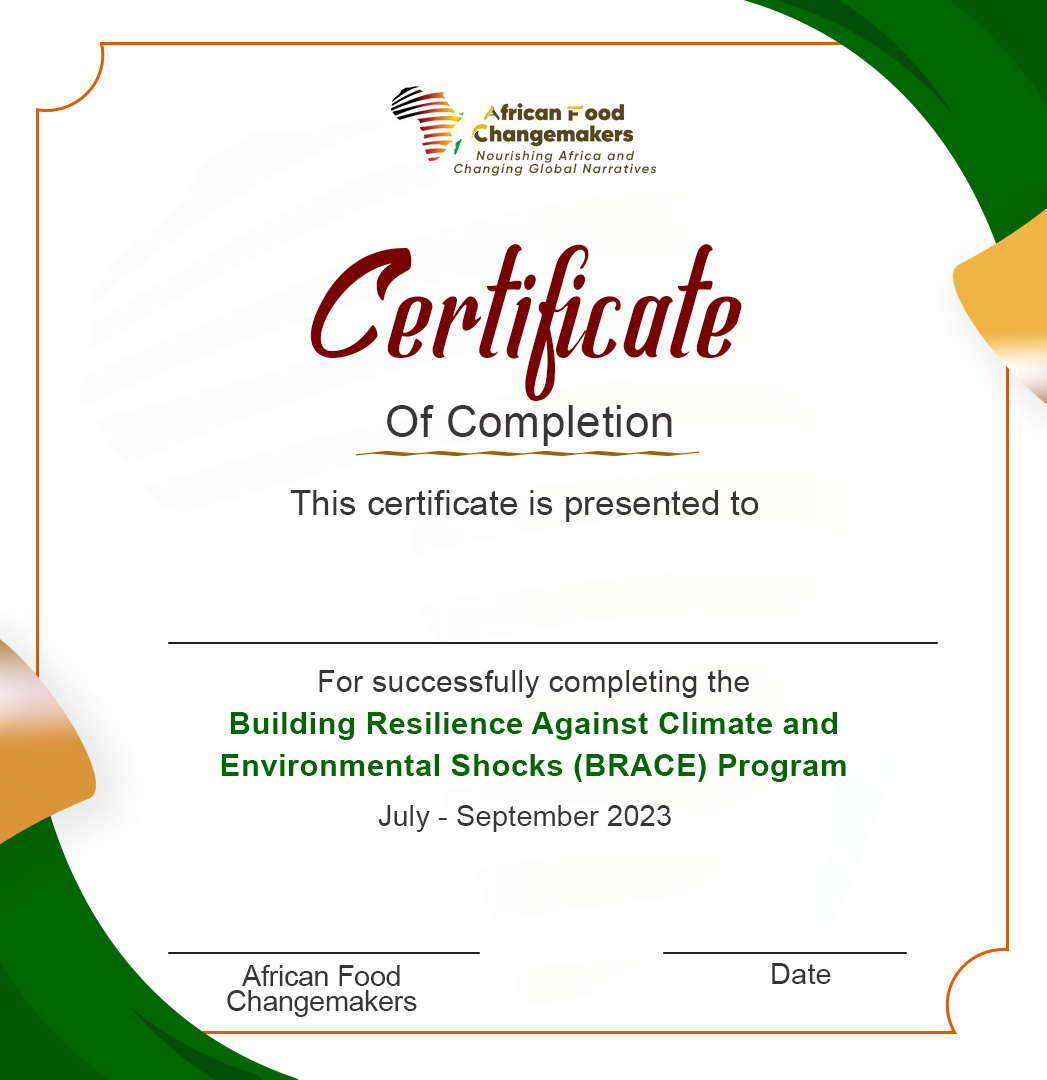 African Food
Changemakers
Nourishing Africa and
Changing Global Narratives
Certificate
Of Completion
This certificate is presented to
For successfully completing the
Building Resilience Against Climate and
Environmental Shocks (BRACE) Program
July - September 2023
African Food
Changemakers
Date